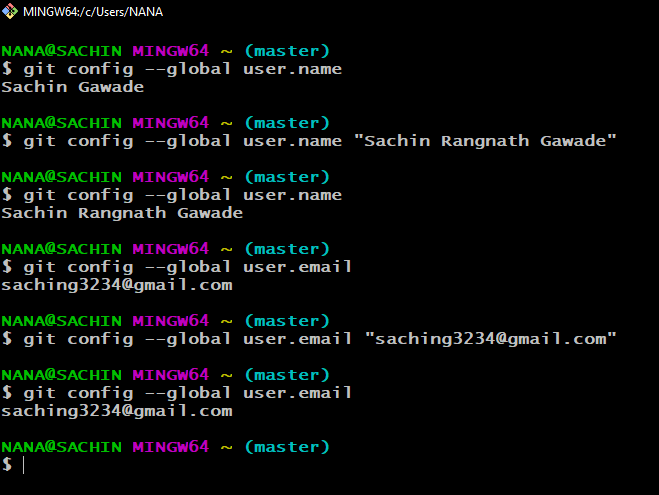 MINGW64:/c/Users/NANA
NANA@SACHIN MINGW64 ~ (master)
$ git config --global user.name
Sachin Gawade
NANA@SACHIN MINGW64 ~ (master)
$ git config --global user.name "Sachin Rangnath Gawade"
NANA@SACHIN MINGW64 ~ (master)
$ git config --global user.name
Sachin Rangnath Gawade
NANA@SACHIN MINGW64 ~ (master)
$ git config --global user.email
saching3234@gmail.com
NANA@SACHIN MINGW64 ~ (master)
$ git config --global user.email "saching3234@gmail.com"
NANA@SACHIN MINGW64 ~ (master)
$ git config --global user.email
saching3234@gmail.com
NANA@SACHIN MINGW64 ~ (master)
$